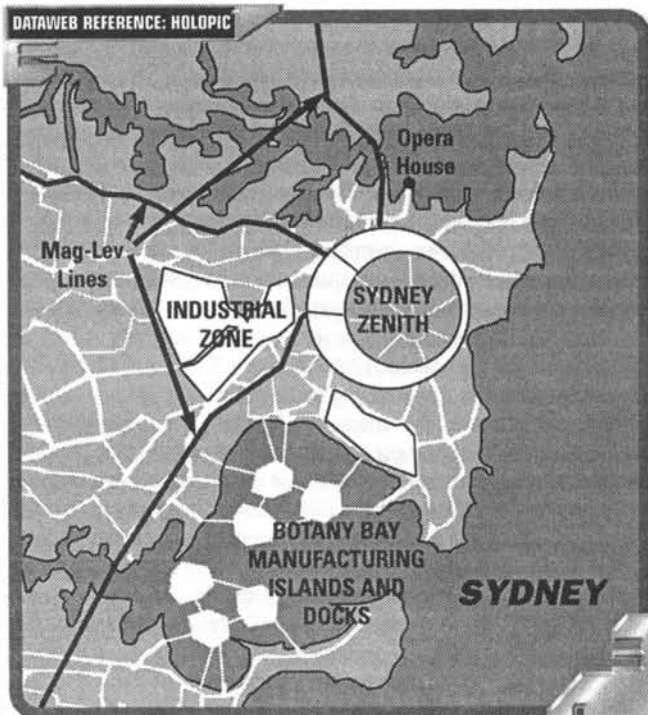 DATAWEB REFERENCE: HOLOPIC
Opera
House
Mag-Lev
Lines
INDUSTRIAL
ZONE
SYDNEY
ZENITH
BOTANY BAY
MANUFACTURING
ISLANDS AND
DOCKS
SYDNEY